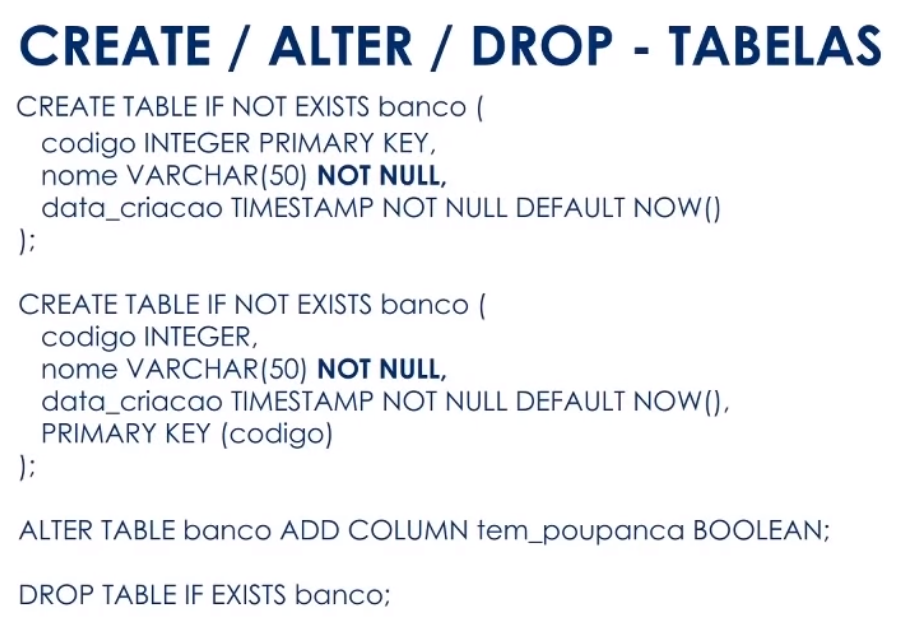 CREATE / ALTER / DROP - TABELAS
CREATE TABLE IF NOT EXISTS banco (
codigo INTEGER PRIMARY KEY,
nome VARCHAR(50) NOT NULL,
data_criacao TIMESTAMP NOT NULL DEFAULT NOW()
);
CREATE TABLE IF NOT EXISTS banco (
codigo INTEGER,
nome VARCHAR(50) NOT NULL,
data_criacao TIMESTAMP NOT NULL DEFAULT NOW(),
PRIMARY KEY (codigo)
);
ALTER TABLE banco ADD COLUMN tem_poupanca BOOLEAN;
DROP TABLE IF EXISTS banco;